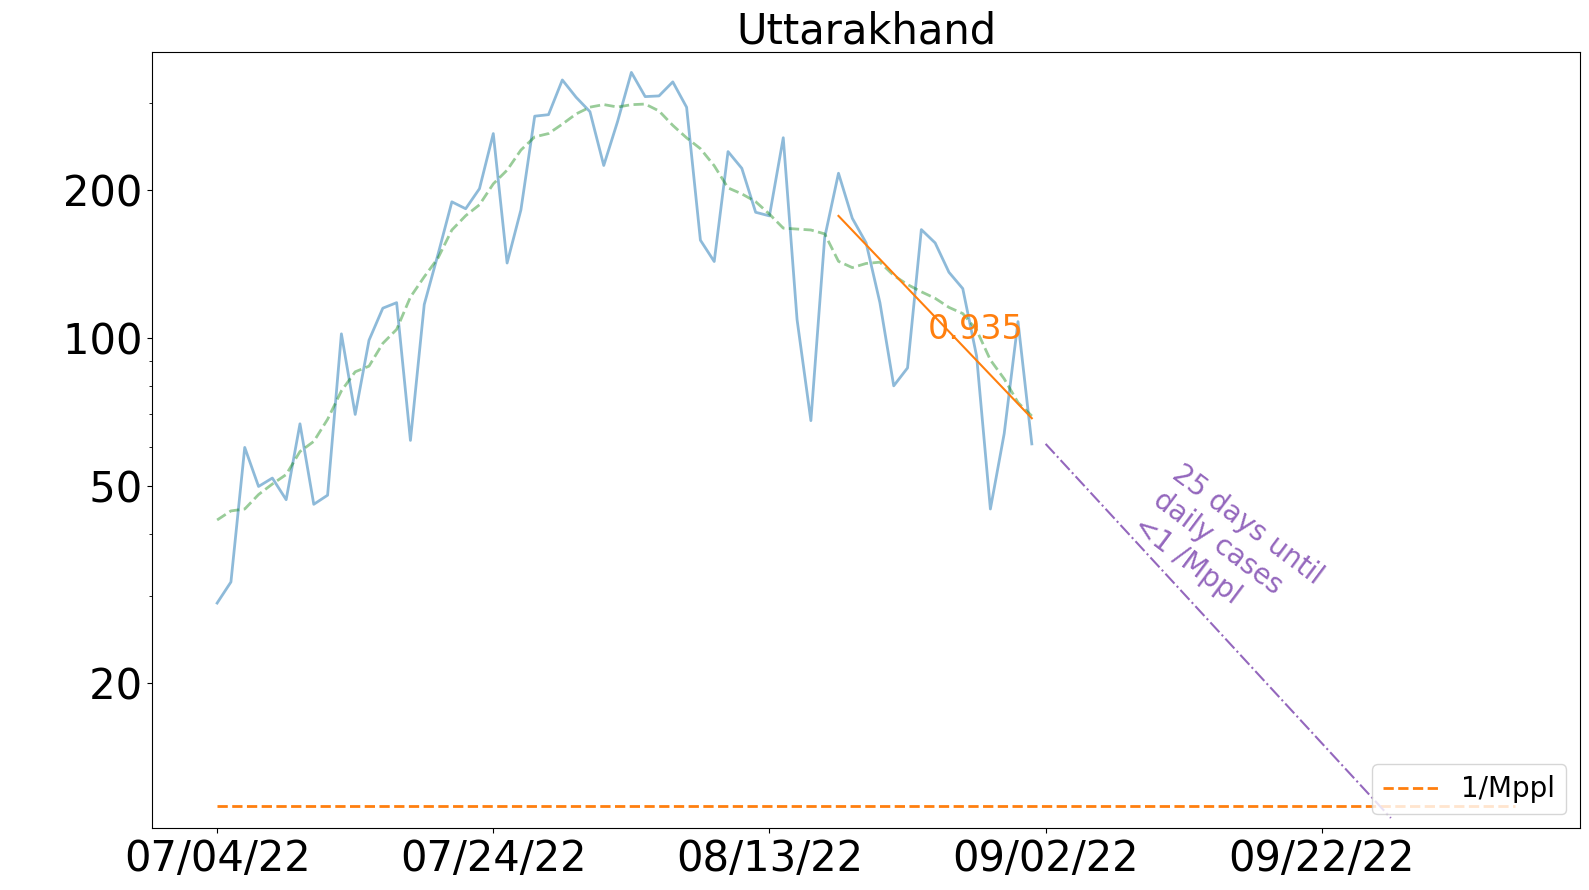 Uttarakhand
200
100
50
20
0.935
25 days until
daily cases
<1 /Mppl
1/Mppl
07/04/22
07/24/22
08/13/22
09/02/22
09/22/22